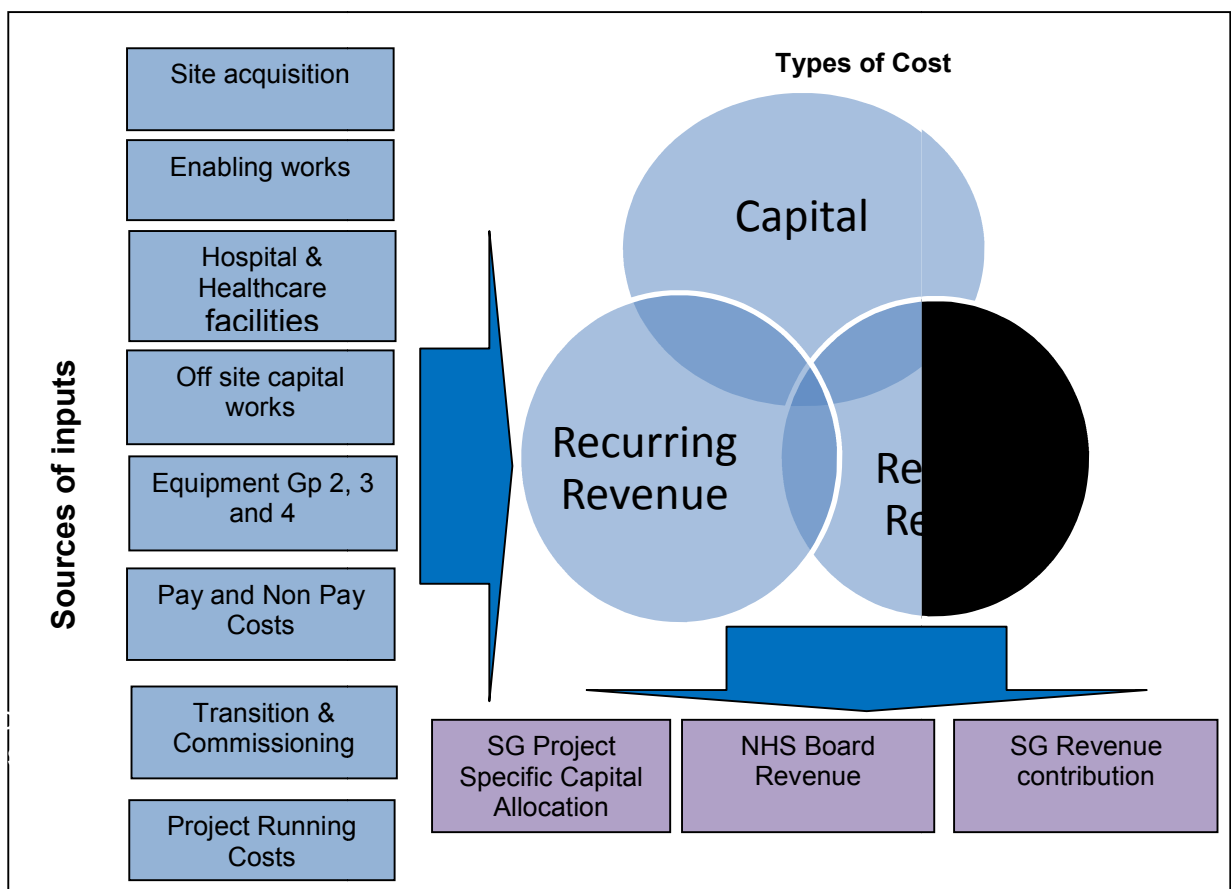 Types of Cost
Sources of inputs
Site acquisition
Enabling works
Hospital &
Healthcare
facilities
Off site capital
works
Equipment Gp 2, 3
and 4
Pay and Non Pay
Costs
Transition &
Commissioning
Project Running
Costs
Capital
Recurring
Revenue
SG Project
Specific Capital
Allocation
NHS Board
Revenue
SG Revenue
contribution